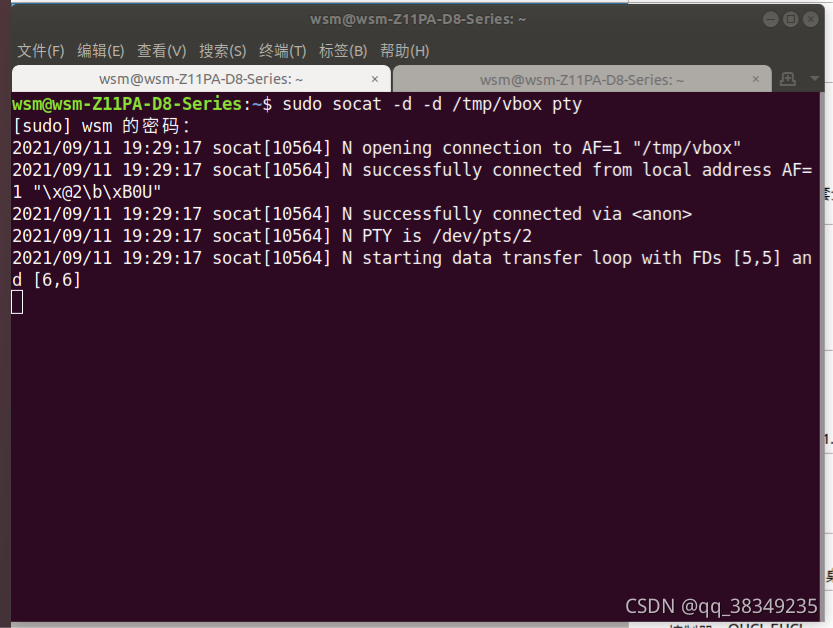 wsm@wsm-Z11PA-D8-Series: ~
文件(F) 编辑(E) 查看(V) 搜索(S) 终端(T) 标签(B) 帮助(H)
wsm@wsm-Z11PA-D8-Series: ~ × wsm@wsm-Z11PA-D8-Series: ~ ×
wsm@wsm-Z11PA-D8-Series:~$ sudo socat -d -d /tmp/vbox pty
[sudo] wsm 的密码：
2021/09/11 19:29:17 socat[10564] N opening connection to AF=1 "/tmp/vbox"
2021/09/11 19:29:17 socat[10564] N successfully connected from local address AF=
1 "\x@2\b\xB0U"
2021/09/11 19:29:17 socat[10564] N successfully connected via <anon>
2021/09/11 19:29:17 socat[10564] N PTY is /dev/pts/2
2021/09/11 19:29:17 socat[10564] N starting data transfer loop with FDs [5,5] an
d [6,6]
1.
CSDN @qq_38349235